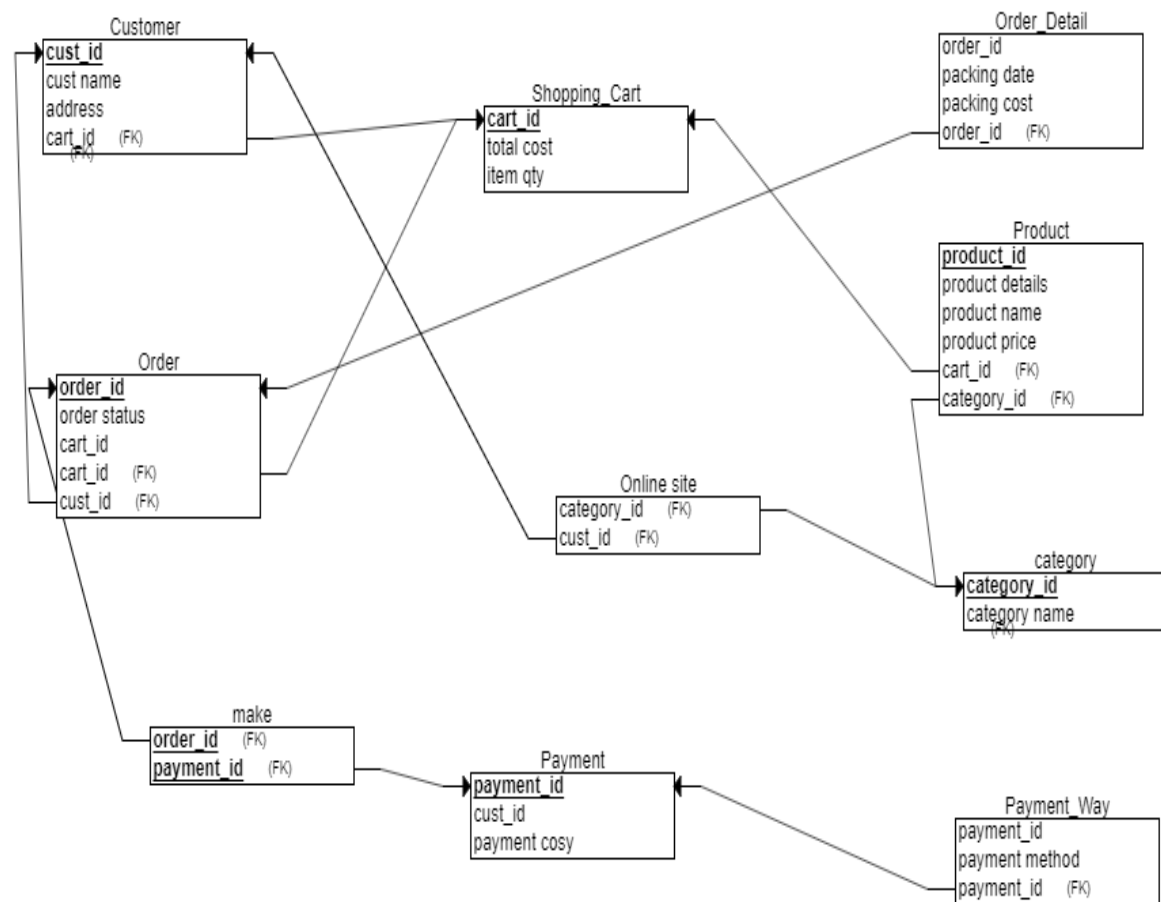 Customer
cust_id
cust name
address
cart_id (FK)
(FK)
Shopping_Cart
cart_id
total cost
item qty
Order_Detail
order_id
packing date
packing cost
order_id (FK)
Product
product_id
product details
product name
product price
cart_id (FK)
category_id (FK)
Order
order_id
order status
cart_id
cart_id (FK)
cust_id (FK)
Online site
category_id (FK)
cust_id (FK)
category
category_id
category name
(FK)
make
order_id (FK)
payment_id (FK)
Payment
payment_id
cust_id
payment cosy
Payment_Way
payment_id
payment method
payment_id (FK)